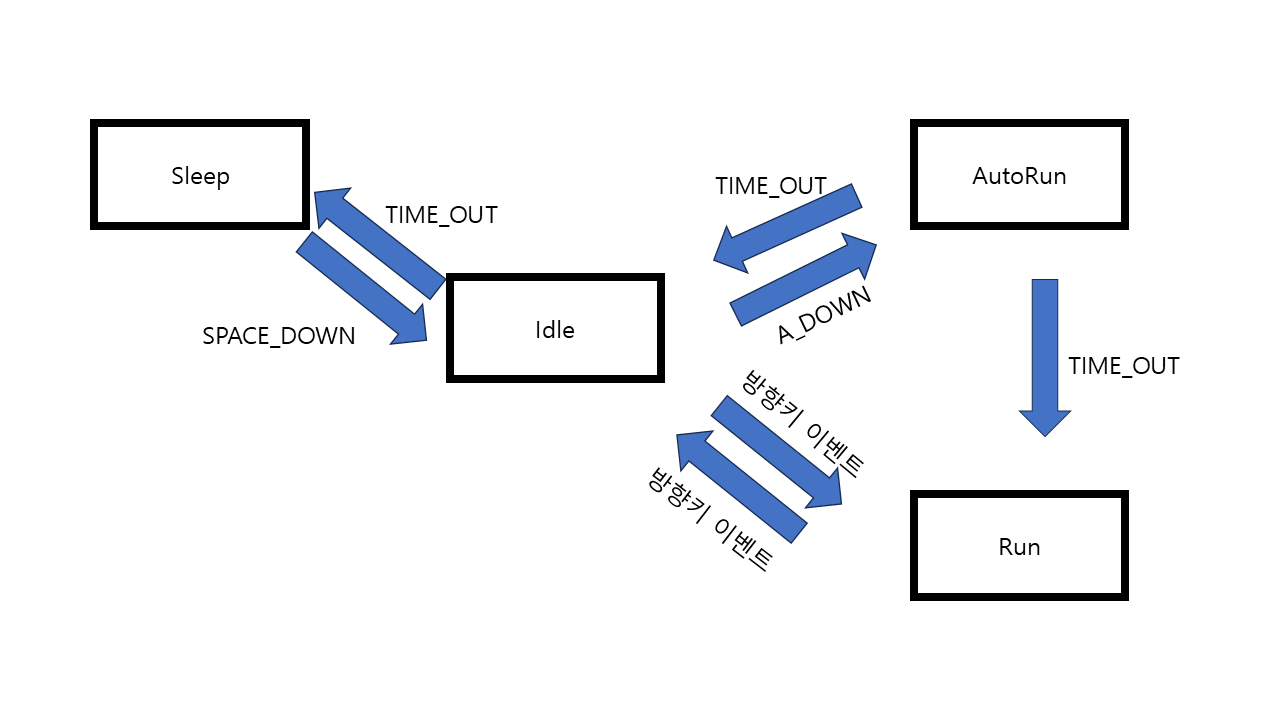 Sleep
AutoRun
TIME_OUT
TIME_OUT
SPACE_DOWN
Idle
A_DOWN
TIME_OUT
방향키 이벤트
방향키 이벤트
Run